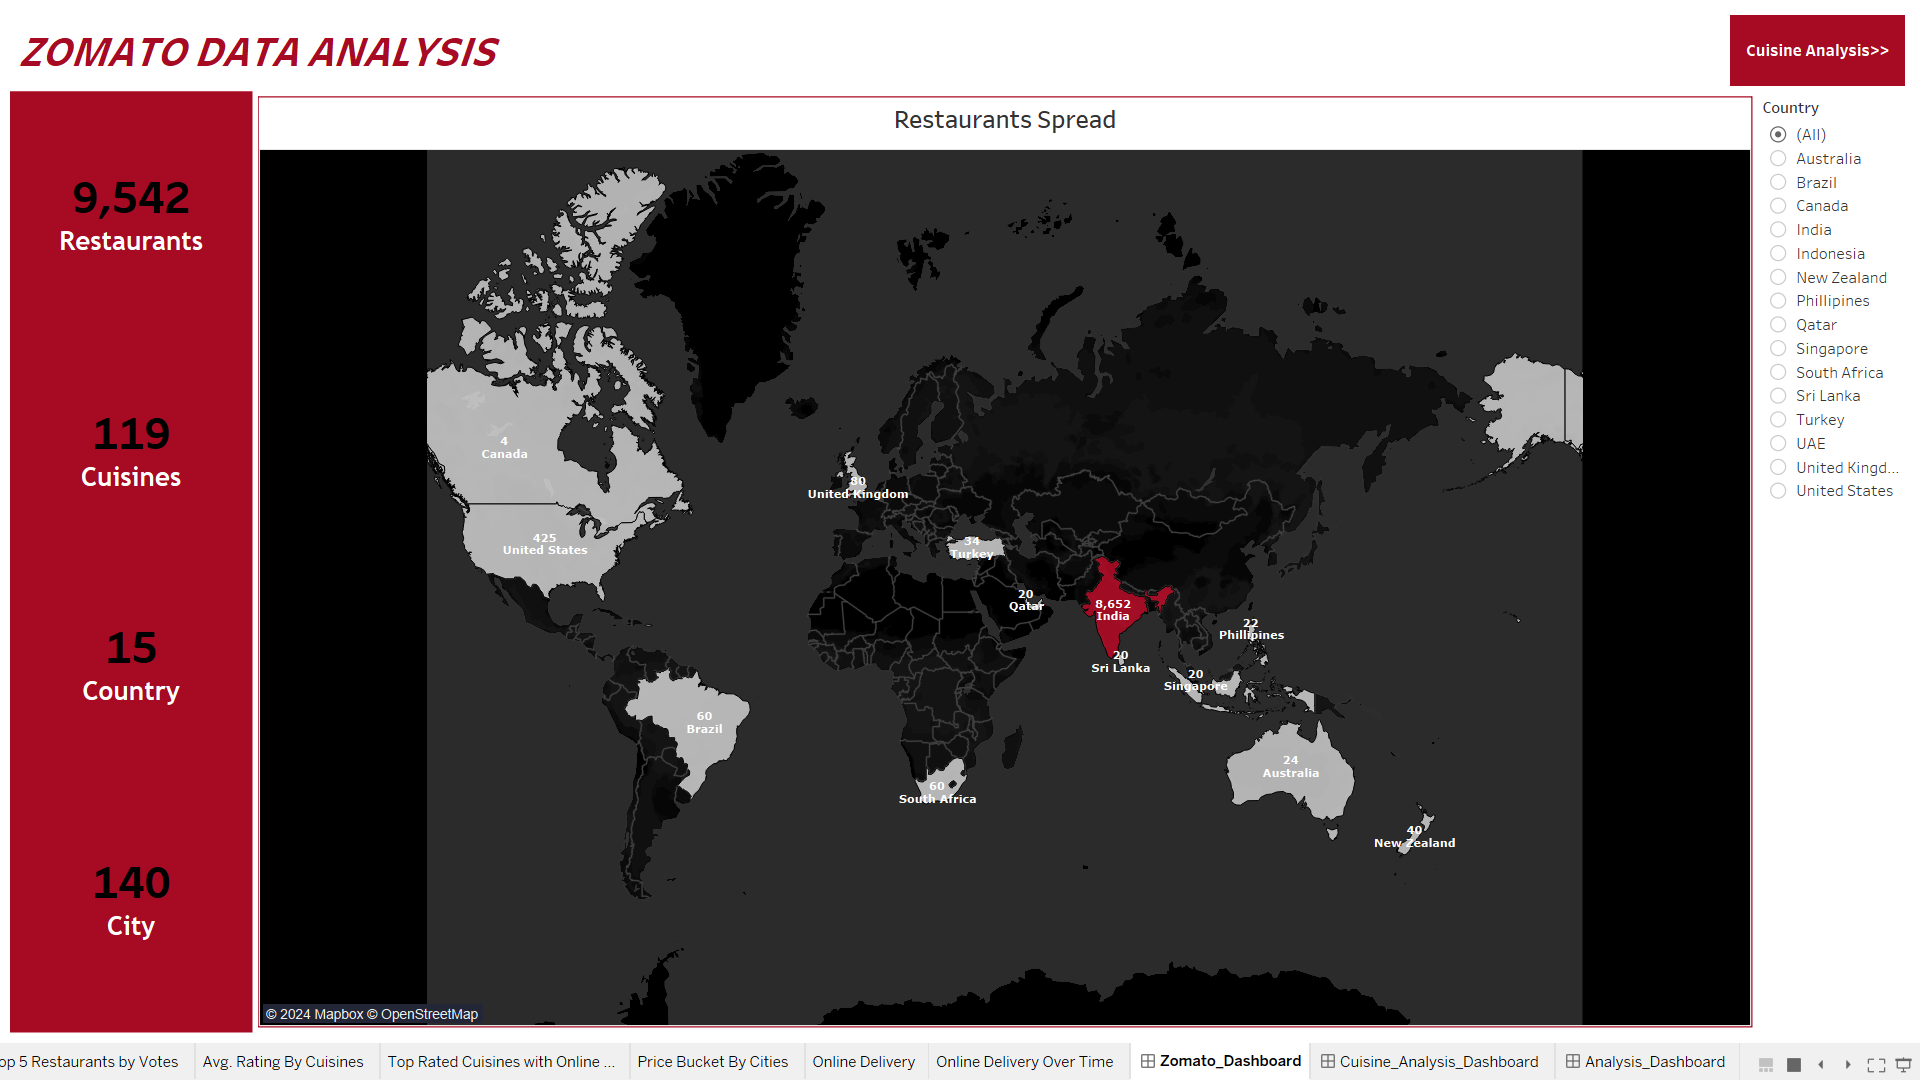 ZOMATO DATA ANALYSIS
Cuisine Analysis>>
9,542
Restaurants
119
Cuisines
15
Country
140
City
Restaurants Spread
4
Canada
425
United States
80
United Kingdom
34
Turkey
20
Qatar
8,652
India
20
Sri Lanka
22
Phillipines
20
Singapore
60
Brazil
60
South Africa
24
Australia
40
New Zealand
© 2024 Mapbox © OpenStreetMap
Country
(All)
Australia
Brazil
Canada
India
Indonesia
New Zealand
Phillipines
Qatar
Singapore
South Africa
Sri Lanka
Turkey
UAE
United Kingd...
United States
op 5 Restaurants by Votes
Avg. Rating By Cuisines
Top Rated Cuisines with Online ...
Price Bucket By Cities
Online Delivery
Online Delivery Over Time
Zomato_Dashboard
Cuisine_Analysis_Dashboard
Analysis_Dashboard